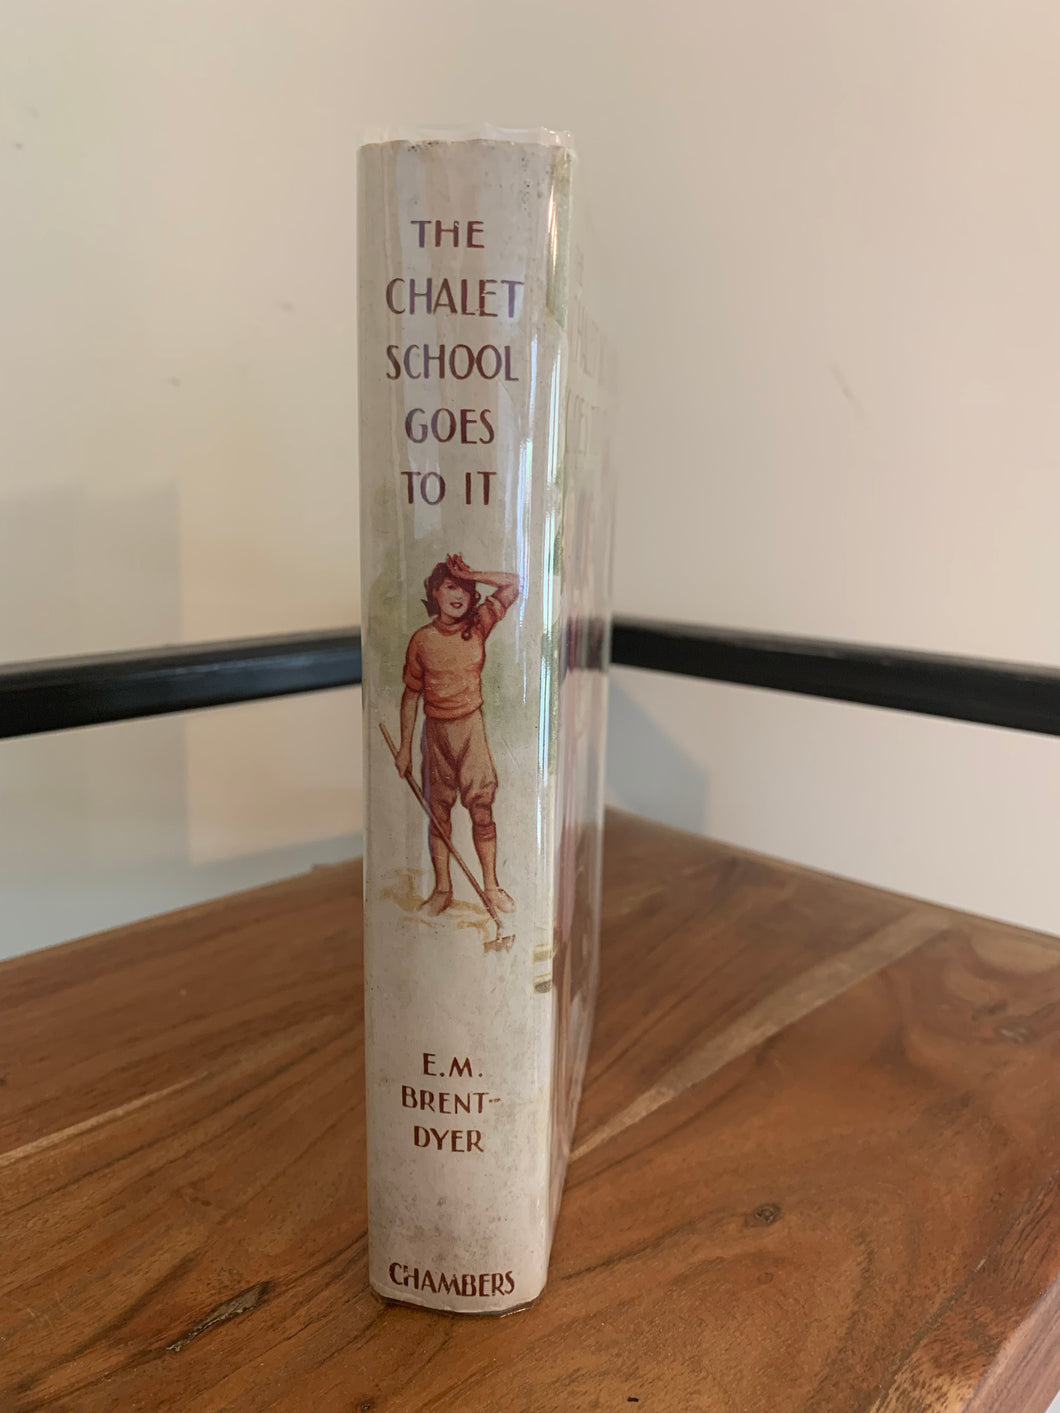 THE
CHALET
SCHOOL
GOES
TO IT
E.M.
BRENT-
DYER
CHAMBERS